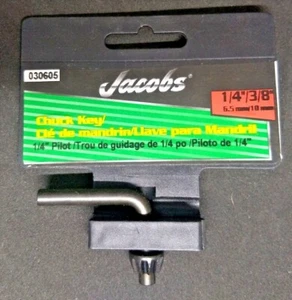 030605
Jacobs®
1/4"/3/8"
6.5 mm/10 mm
Chuck Key/
Clé de mandrin/Llave para Mandril
1/4" Pilot /Trou de guidage de 1/4 po /Piloto de 1/4"